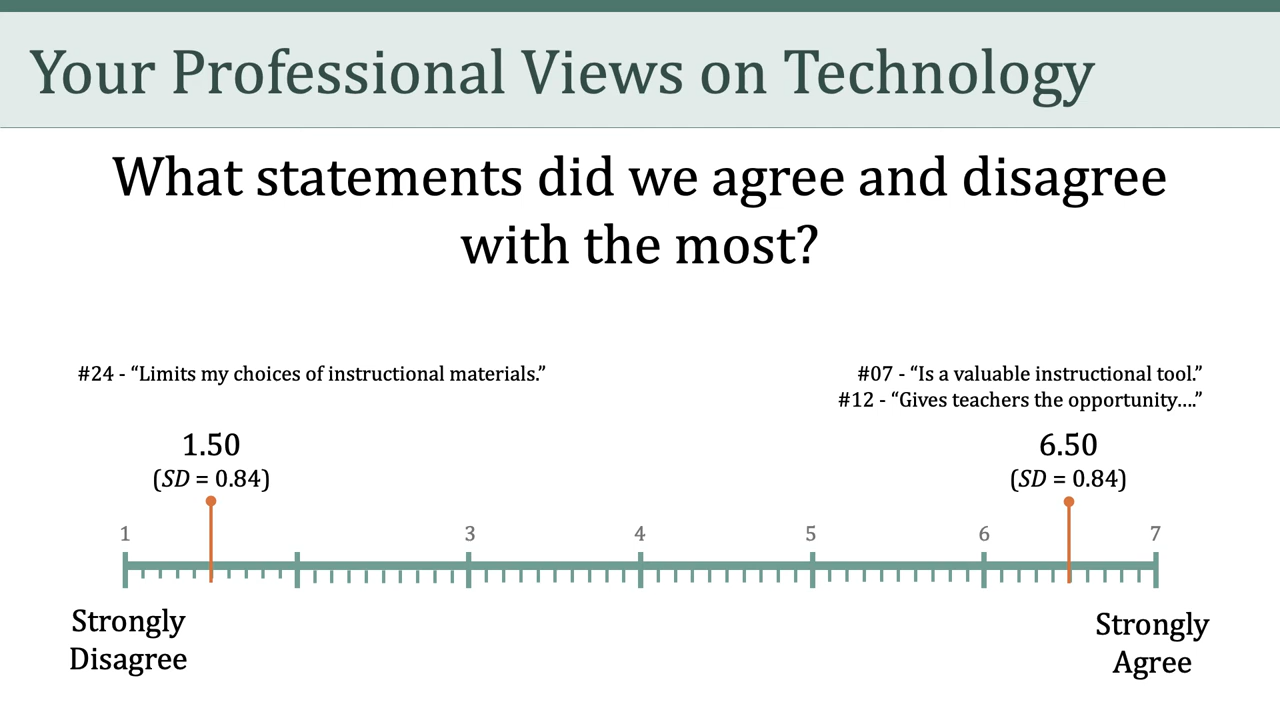 Your Professional Views on Technology
What statements did we agree and disagree
with the most?
#24 - “Limits my choices of instructional materials.”
#07 - “Is a valuable instructional tool.”
#12 - “Gives teachers the opportunity….”
1.50
(SD = 0.84)
6.50
(SD = 0.84)
1
3
4
5
6
7
Strongly
Disagree
Strongly
Agree